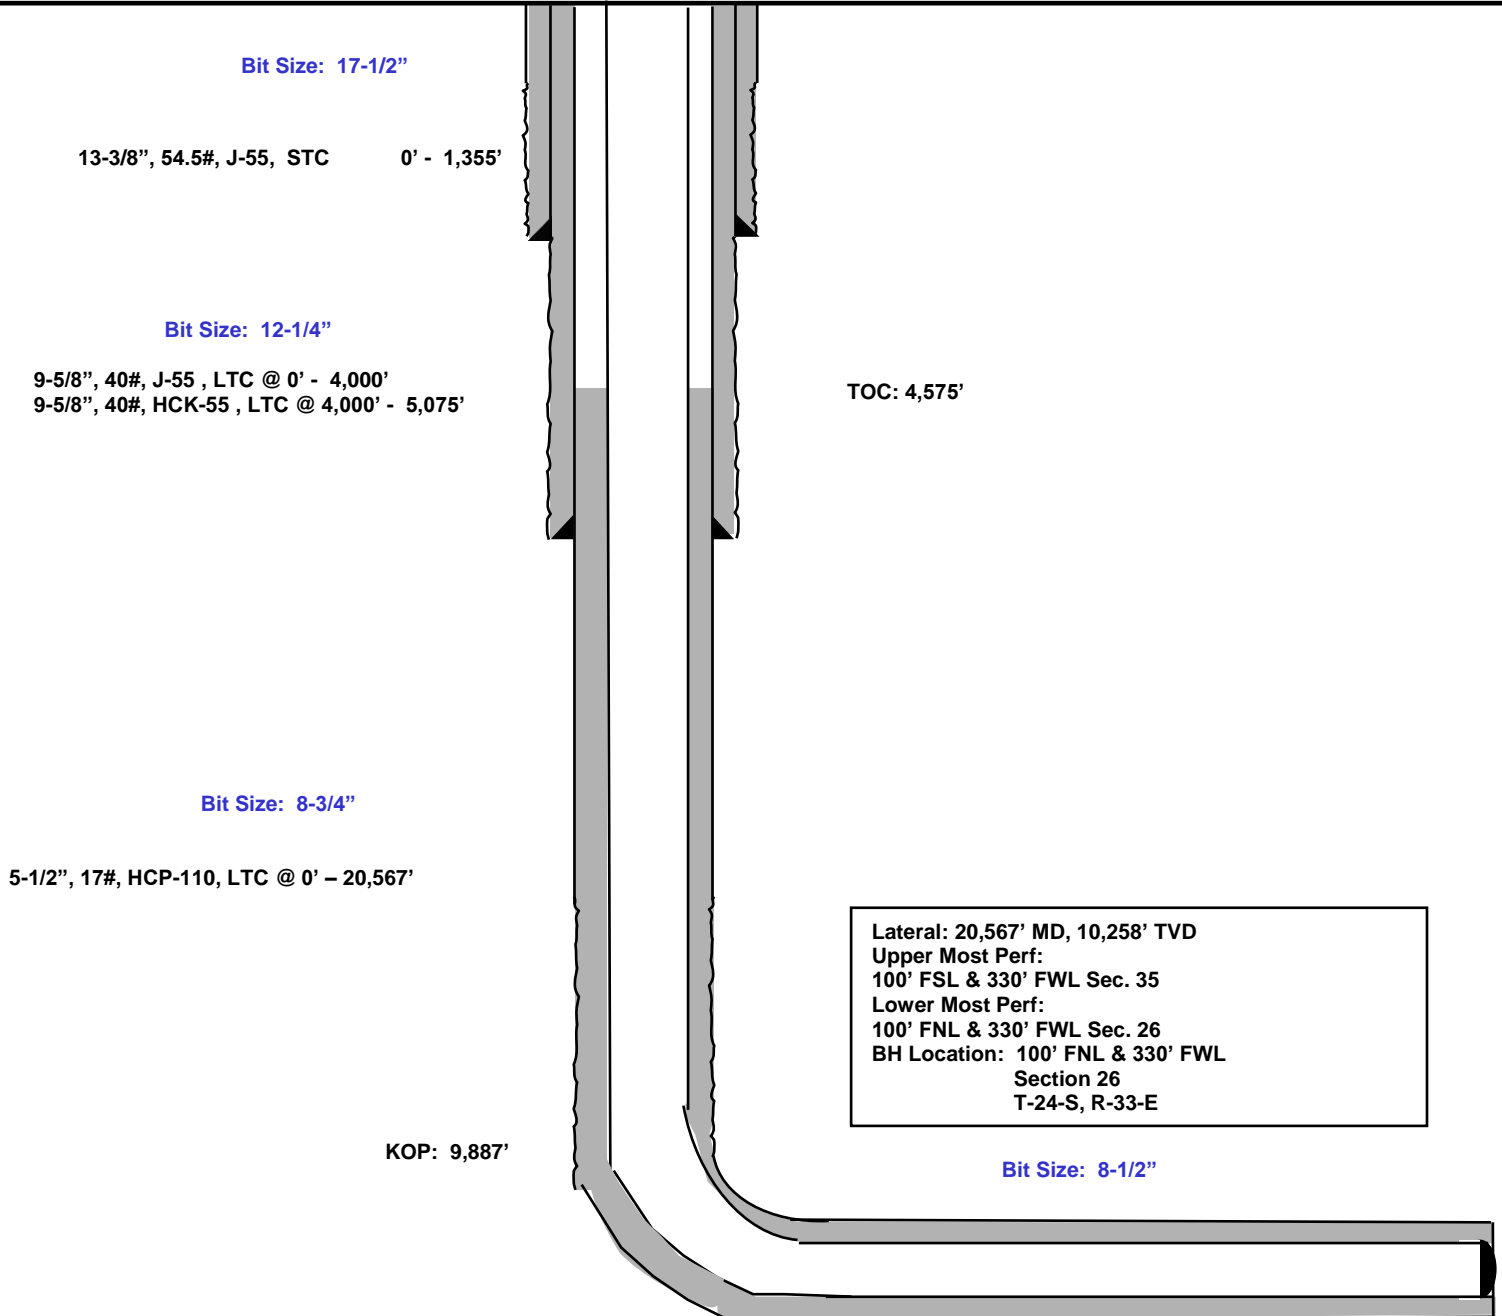 Bit Size: 17-1/2”
13-3/8”, 54.5#, J-55, STC 0’ - 1,355’
Bit Size: 12-1/4”
9-5/8”, 40#, J-55 , LTC @ 0’ - 4,000’
9-5/8”, 40#, HCK-55 , LTC @ 4,000’ - 5,075’
TOC: 4,575’
Bit Size: 8-3/4”
5-1/2”, 17#, HCP-110, LTC @ 0’ – 20,567’
Lateral: 20,567’ MD, 10,258’ TVD
Upper Most Perf:
100’ FSL & 330’ FWL Sec. 35
Lower Most Perf:
100’ FNL & 330’ FWL Sec. 26
BH Location: 100’ FNL & 330’ FWL
Section 26
T-24-S, R-33-E
KOP: 9,887’
Bit Size: 8-1/2”